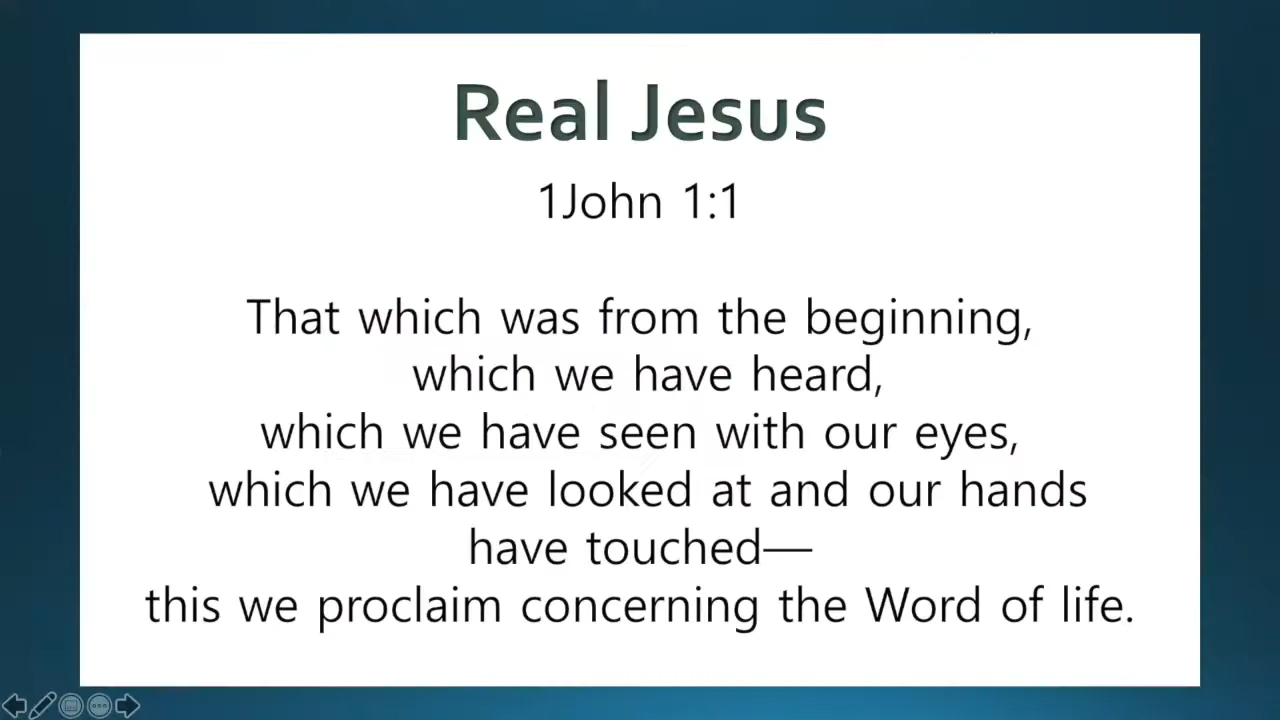 Real Jesus
1John 1:1
That which was from the beginning,
which we have heard,
which we have seen with our eyes,
which we have looked at and our hands
have touched—
this we proclaim concerning the Word of life.